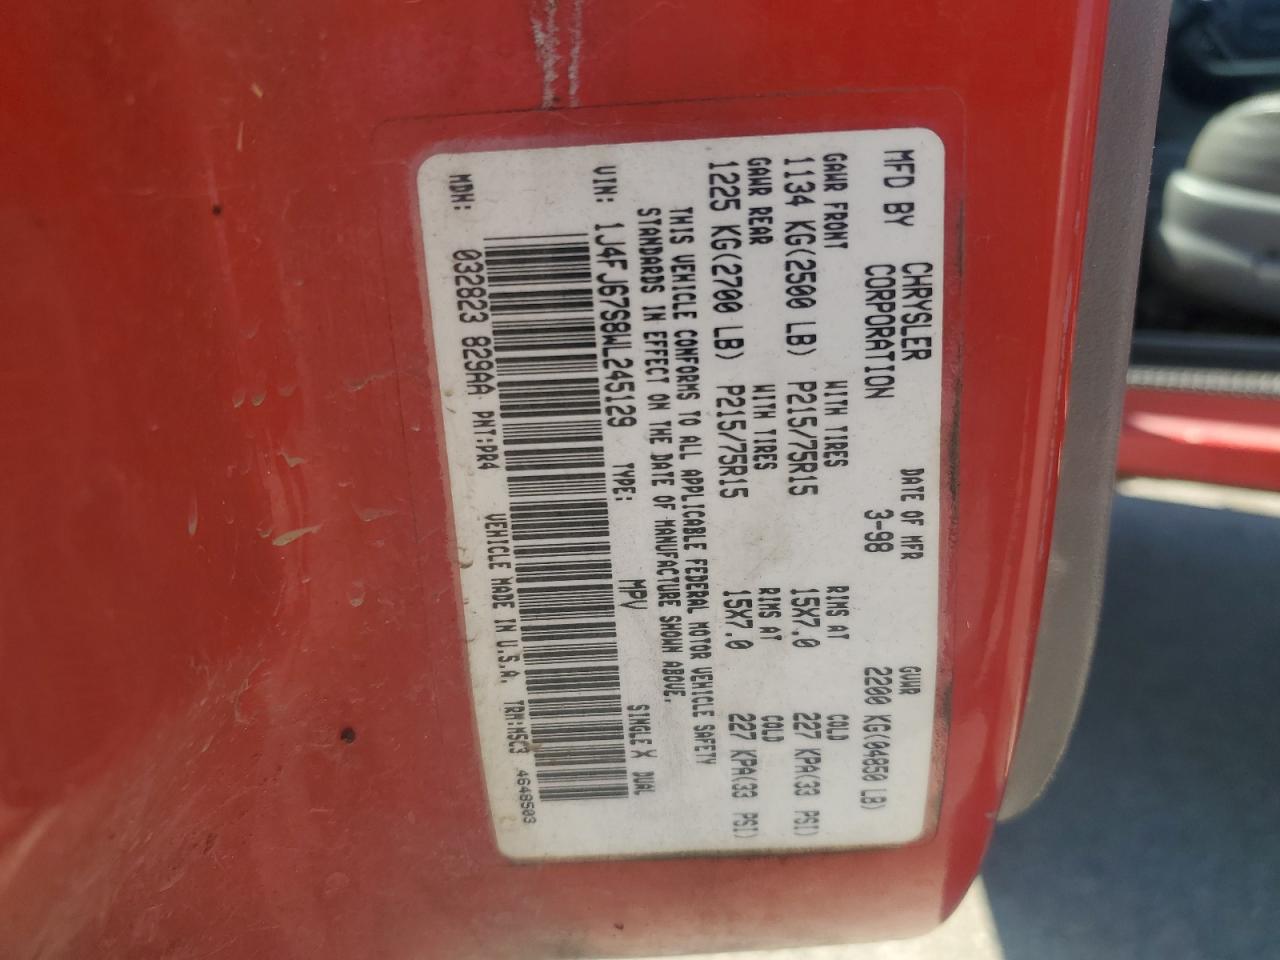 MFD BY CHRYSLER CORPORATION DATE OF MFR 3-98 GVWR 2200 KG(04850 LB)
GAWR FRONT WITH TIRES RIMS AT COLD
1134 KG(2500 LB) P215/75R15 15X7.0 227 KPA(33 PSI)
GAWR REAR WITH TIRES RIMS AT COLD
1225 KG(2700 LB) P215/75R15 15X7.0 227 KPA(33 PSI)
THIS VEHICLE CONFORMS TO ALL APPLICABLE FEDERAL MOTOR VEHICLE SAFETY
STANDARDS IN EFFECT ON THE DATE OF MANUFACTURE SHOWN ABOVE.
VIN: 1J4FJ67S8WL245129 TYPE: MPV SINGLE X DUAL
MDH: 032823 829AA PNT:PR4 VEHICLE MADE IN U.S.A. TRM:M5C3 4648503